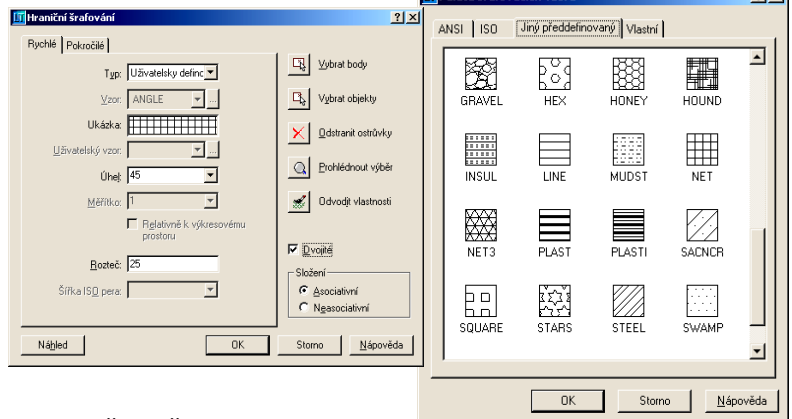 Hraniční šrafování
Rychlé Pokročilé
Typ: Uživatelsky definc
Vzor: ANGLE ...
Ukázka:
Uživatelský vzor: ...
Úhel: 45
Měřítko: 1
Relativně k výkresovému
prostoru
Rozteč: 25
Šířka ISO pera:
Vybrat body
Vybrat objekty
Odstranit ostrůvky
Prohlédnout výběr
Odvodit vlastnosti
Dvojité
Složení
Asociativní
Neasociativní
Náhled OK Storno Nápověda
ANSI ISO Jiný předdefinovaný Vlastní
GRAVEL HEX HONEY HOUND
INSUL LINE MUDST NET
NET3 PLAST PLASTI SACNCR
SQUARE STARS STEEL SWAMP
OK Storno Nápověda